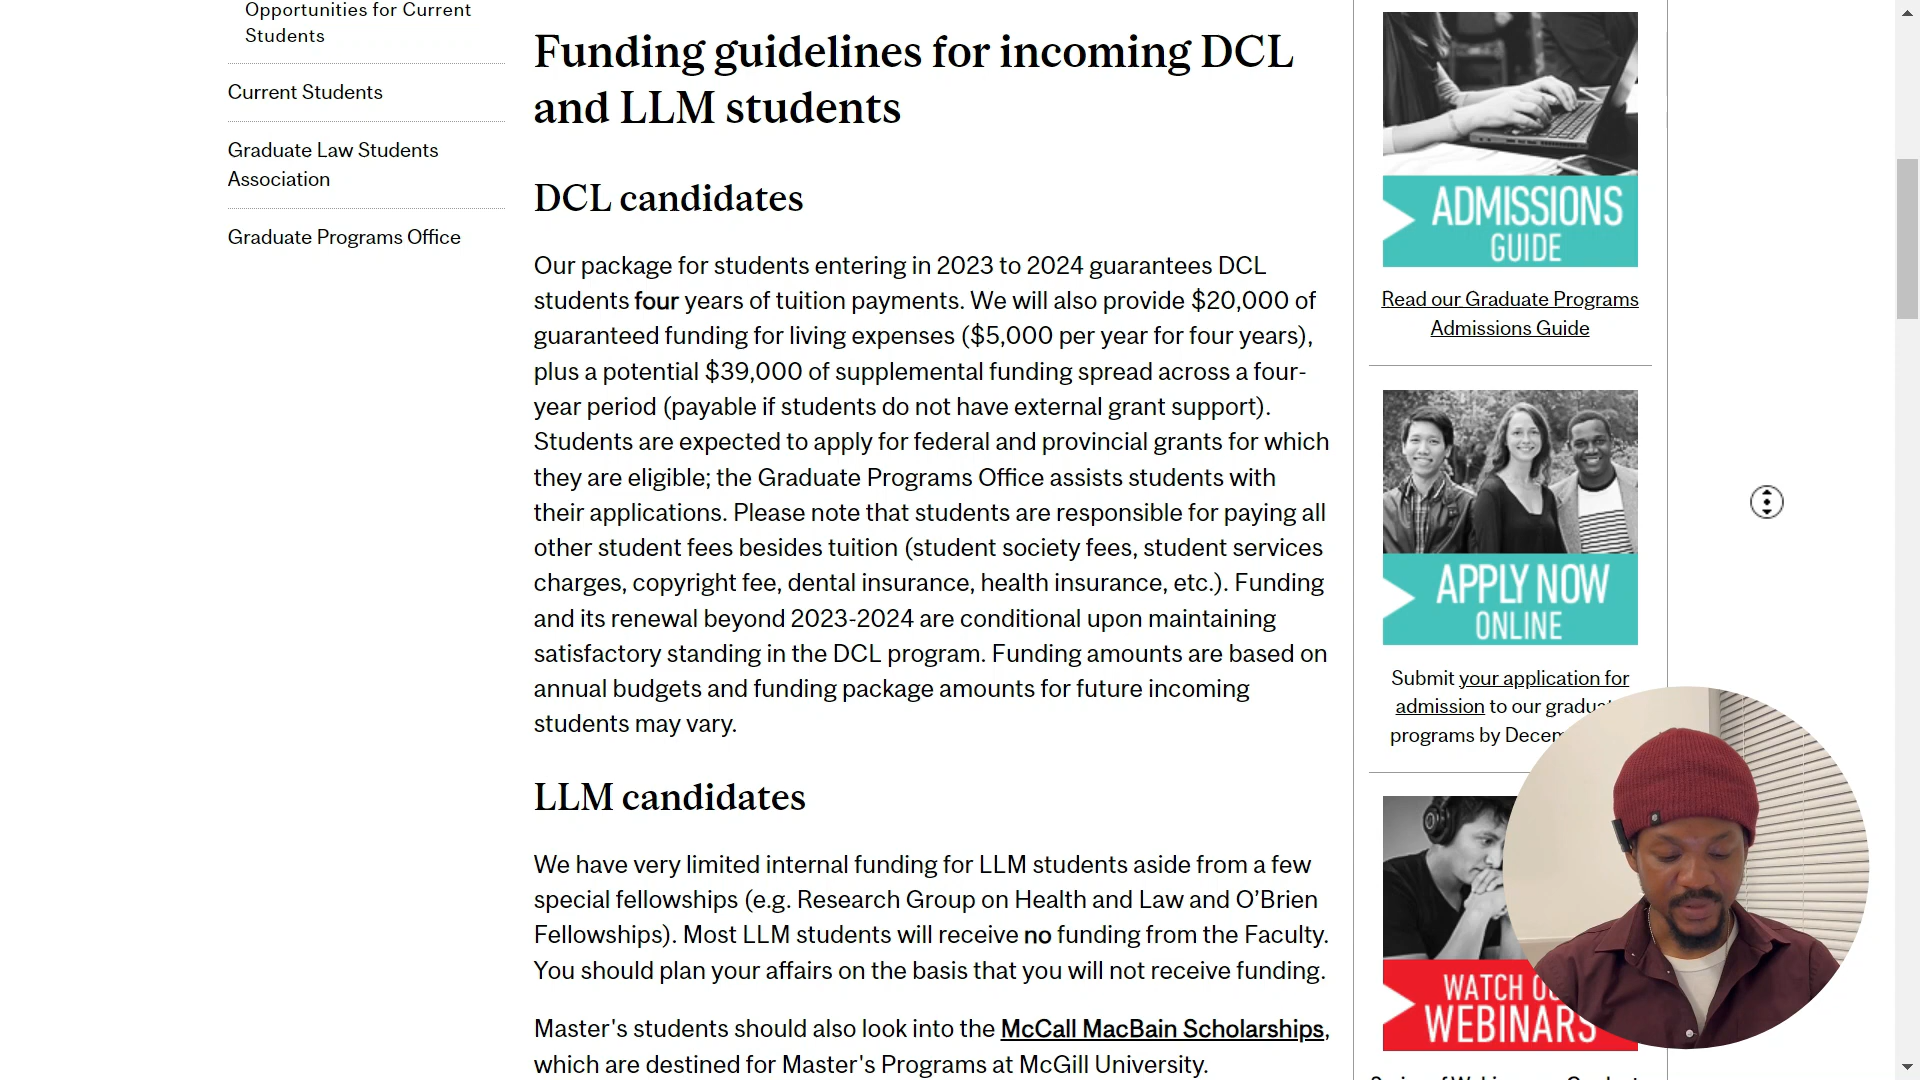 Opportunities for Current
Students
Current Students
Graduate Law Students
Association
Graduate Programs Office
Funding guidelines for incoming DCL
and LLM students
DCL candidates
Our package for students entering in 2023 to 2024 guarantees DCL
students four years of tuition payments. We will also provide $20,000 of
guaranteed funding for living expenses ($5,000 per year for four years),
plus a potential $39,000 of supplemental funding spread across a four-
year period (payable if students do not have external grant support).
Students are expected to apply for federal and provincial grants for which
they are eligible; the Graduate Programs Office assists students with
their applications. Please note that students are responsible for paying all
other student fees besides tuition (student society fees, student services
charges, copyright fee, dental insurance, health insurance, etc.). Funding
and its renewal beyond 2023-2024 are conditional upon maintaining
satisfactory standing in the DCL program. Funding amounts are based on
annual budgets and funding package amounts for future incoming
students may vary.
LLM candidates
We have very limited internal funding for LLM students aside from a few
special fellowships (e.g. Research Group on Health and Law and O’Brien
Fellowships). Most LLM students will receive no funding from the Faculty.
You should plan your affairs on the basis that you will not receive funding.
Master's students should also look into the McCall MacBain Scholarships,
which are destined for Master's Programs at McGill University.
ADMISSIONS
GUIDE
Read our Graduate Programs
Admissions Guide
APPLY NOW
ONLINE
Submit your application for
admission to our
programs by
WATCH
WEBINARS